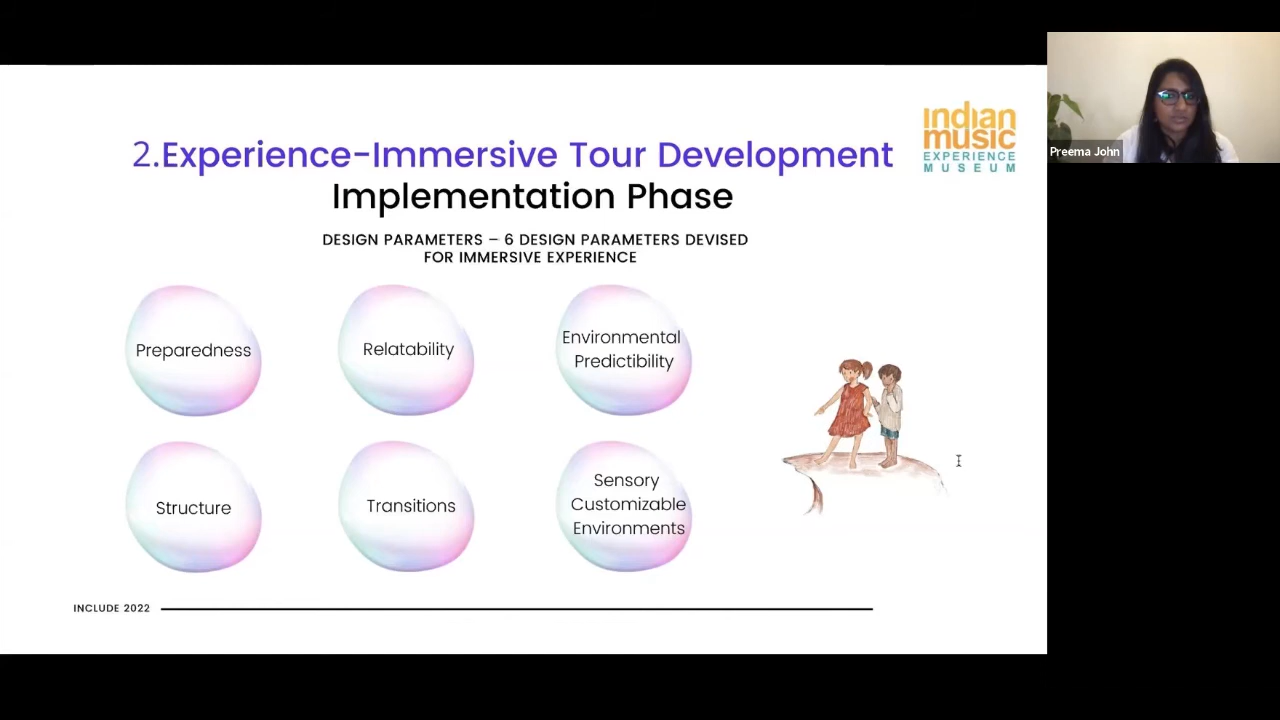 2.Experience-Immersive Tour Development
Implementation Phase
DESIGN PARAMETERS – 6 DESIGN PARAMETERS DEVISED
FOR IMMERSIVE EXPERIENCE
indian
music
EXPERIENCE
MUSEUM
Preema John
Preparedness
Relatability
Environmental
Predictibility
Structure
Transitions
Sensory
Customizable
Environments
INCLUDE 2022